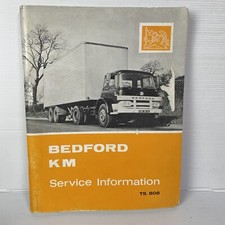 BEDFORD
KM
Service Information
TS. 808